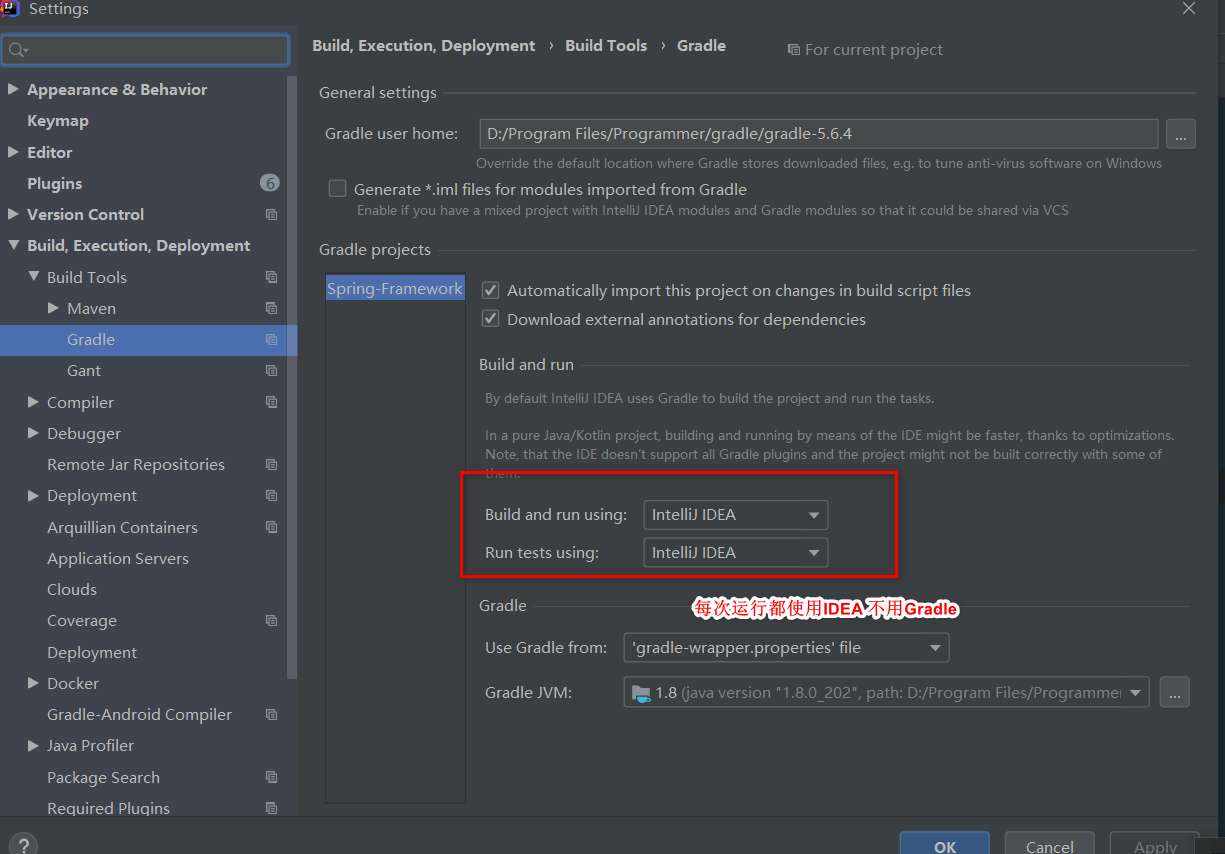 Settings
Build, Execution, Deployment › Build Tools › Gradle For current project
Appearance & Behavior
Keymap
Editor
Plugins 6
Version Control
Build, Execution, Deployment
Build Tools
Maven
Gradle
Gant
Compiler
Debugger
Remote Jar Repositories
Deployment
Arquillian Containers
Application Servers
Clouds
Coverage
Deployment
Docker
Gradle-Android Compiler
Java Profiler
Package Search
Required Plugins
General settings
Gradle user home: D:/Program Files/Programmer/gradle/gradle-5.6.4 ...
Override the default location where Gradle stores downloaded files, e.g. to tune anti-virus software on Windows
Generate *.iml files for modules imported from Gradle
Enable if you have a mixed project with IntelliJ IDEA modules and Gradle modules so that it could be shared via VCS
Gradle projects
Spring-Framework
Automatically import this project on changes in build script files
Download external annotations for dependencies
Build and run
By default IntelliJ IDEA uses Gradle to build the project and run the tasks.
In a pure Java/Kotlin project, building and running by means of the IDE might be faster, thanks to optimizations.
Note, that the IDE doesn't support all Gradle plugins and the project might not be built correctly with some of
them.
Build and run using: IntelliJ IDEA
Run tests using: IntelliJ IDEA
每次运行都使用IDEA 不用Gradle
Gradle
Use Gradle from: 'gradle-wrapper.properties' file
Gradle JVM: 1.8 (java version "1.8.0_202", path: D:/Program Files/Programmer ...
? OK Cancel Apply